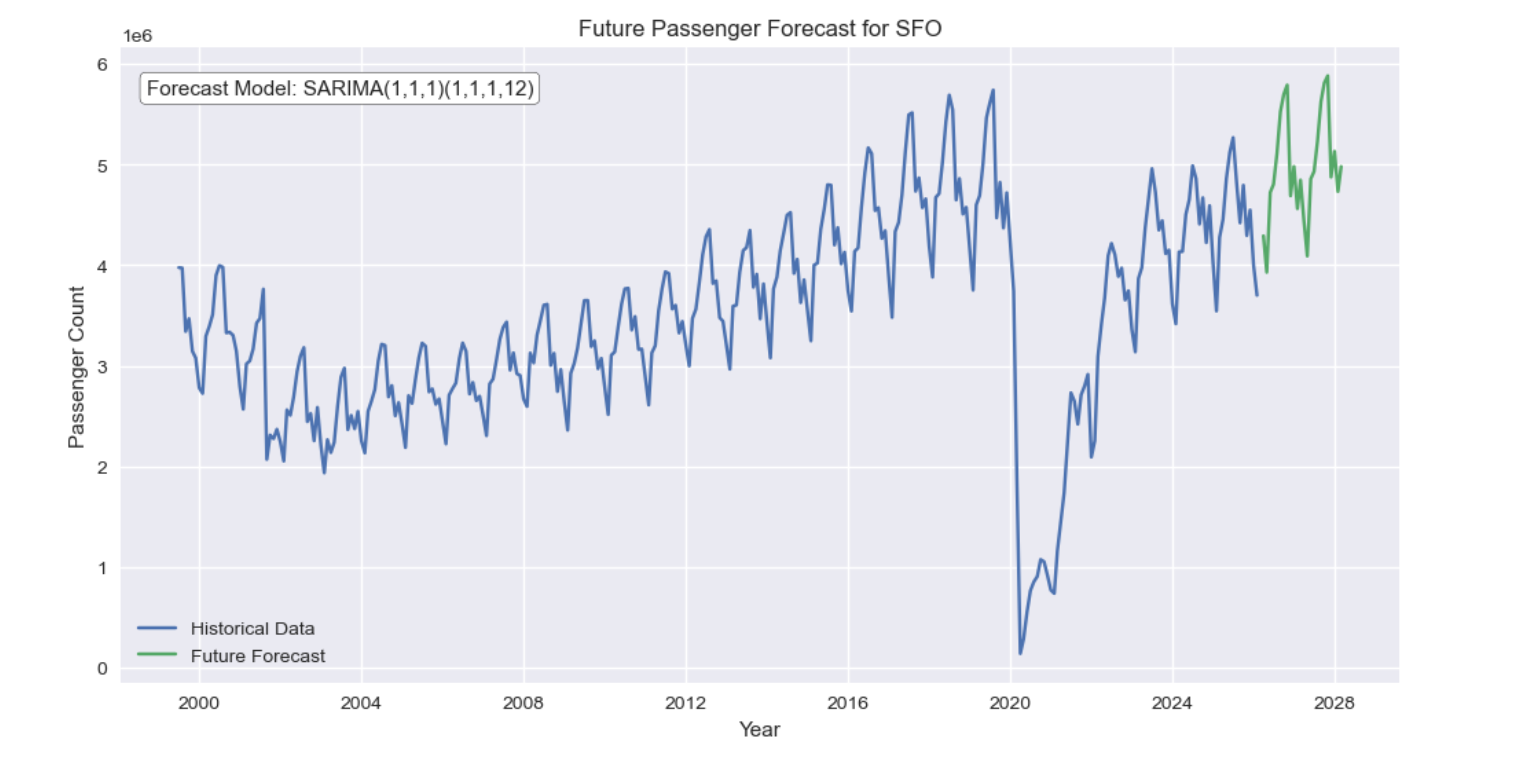 Future Passenger Forecast for SFO
1e6
Forecast Model: SARIMA(1,1,1)(1,1,1,12)
6
5
4
3
2
1
0
Passenger Count
Historical Data
Future Forecast
2000 2004 2008 2012 2016 2020 2024 2028
Year